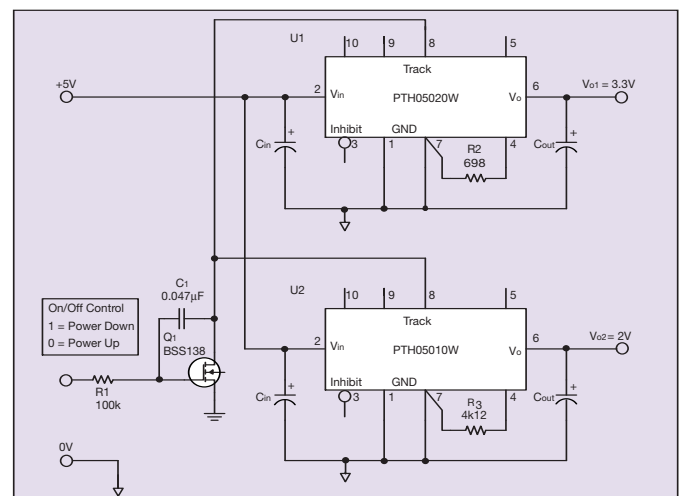 U1
10 9 8 5
Track
+5V
2 Vin PTH05020W Vo 6
Vo1 = 3.3V
Inhibit GND
Cin +
3 1 7 4
R2
698
Cout +
C1
0.047µF
U2
10 9 8 5
Track
On/Off Control
1 = Power Down
0 = Power Up
Q1
BSS138
2 Vin PTH05010W Vo 6
Vo2 = 2V
Inhibit GND
R1
100k
Cin +
3 1 7 4
R3
4k12
Cout +
0V